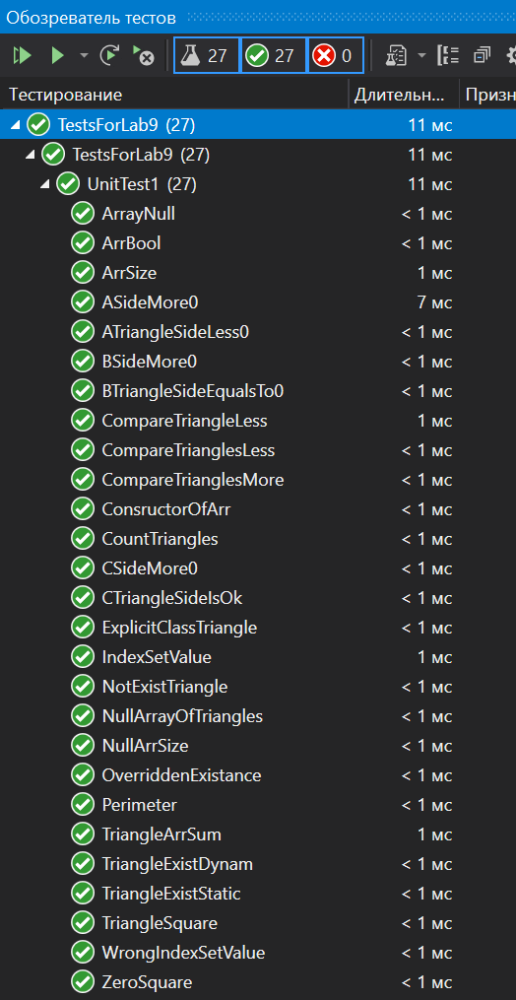 Обозреватель тестов
27 27 0
Тестирование Длительн... Призн
TestsForLab9 (27) 11 мс
TestsForLab9 (27) 11 мс
UnitTest1 (27) 11 мс
ArrayNull < 1 мс
ArrBool < 1 мс
ArrSize 1 мс
ASideMore0 7 мс
ATriangleSideLess0 < 1 мс
BSideMore0 < 1 мс
BTriangleSideEqualsTo0 < 1 мс
CompareTriangleLess 1 мс
CompareTrianglesLess < 1 мс
CompareTrianglesMore < 1 мс
ConsructorOfArr < 1 мс
CountTriangles < 1 мс
CSideMore0 < 1 мс
CTriangleSideIsOk < 1 мс
ExplicitClassTriangle < 1 мс
IndexSetValue 1 мс
NotExistTriangle < 1 мс
NullArrayOfTriangles < 1 мс
NullArrSize < 1 мс
OverriddenExistance < 1 мс
Perimeter < 1 мс
TriangleArrSum 1 мс
TriangleExistDynam < 1 мс
TriangleExistStatic < 1 мс
TriangleSquare < 1 мс
WrongIndexSetValue < 1 мс
ZeroSquare < 1 мс